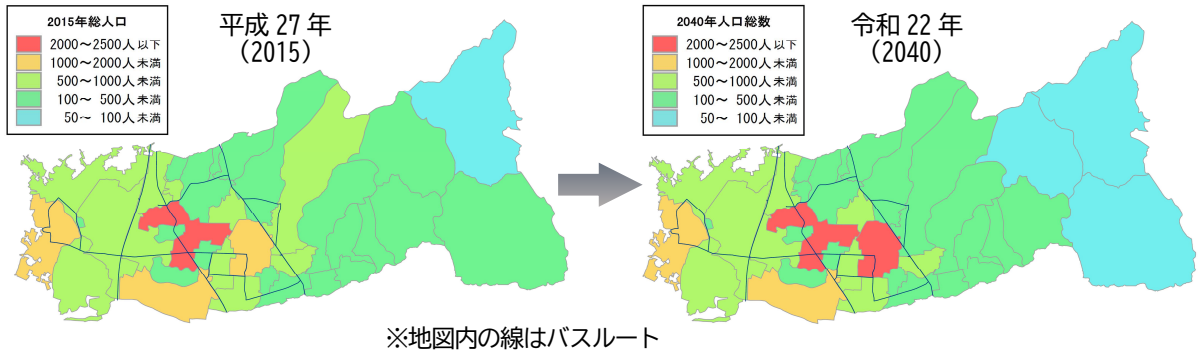 2015年総人口
2000～2500人以下
1000～2000人未満
500～1000人未満
100～ 500人未満
50～ 100人未満
平成 27 年
（2015）
2040年人口総数
2000～2500人以下
1000～2000人未満
500～1000人未満
100～ 500人未満
50～ 100人未満
令和 22 年
（2040）
※地図内の線はバスルート